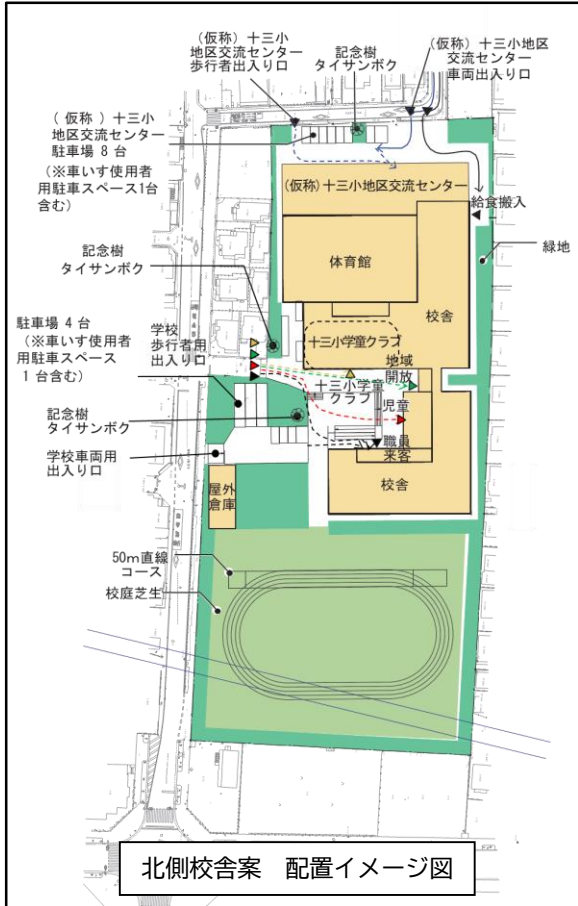 (仮称)十三小
地区交流センター
歩行者出入り口
記念樹
タイサンボク
(仮称)十三小地区
交流センター
車両出入り口
(仮称)十三小
地区交流センター
駐車場 8 台
(※車いす使用者
用駐車スペース1台
含む)
(仮称)十三小地区交流センター
給食搬入
緑地
体育館
校舎
記念樹
タイサンボク
駐車場 4 台
(※車いす使用者
用駐車スペース
1 台含む)
学校
歩行者用
出入り口
十三小学童クラブ
地域
開放
十三小学童
クラブ
児童
記念樹
タイサンボク
職員
来客
学校車両用
出入り口
校舎
屋外
倉庫
50m直線
コース
校庭芝生
北側校舎案 配置イメージ図